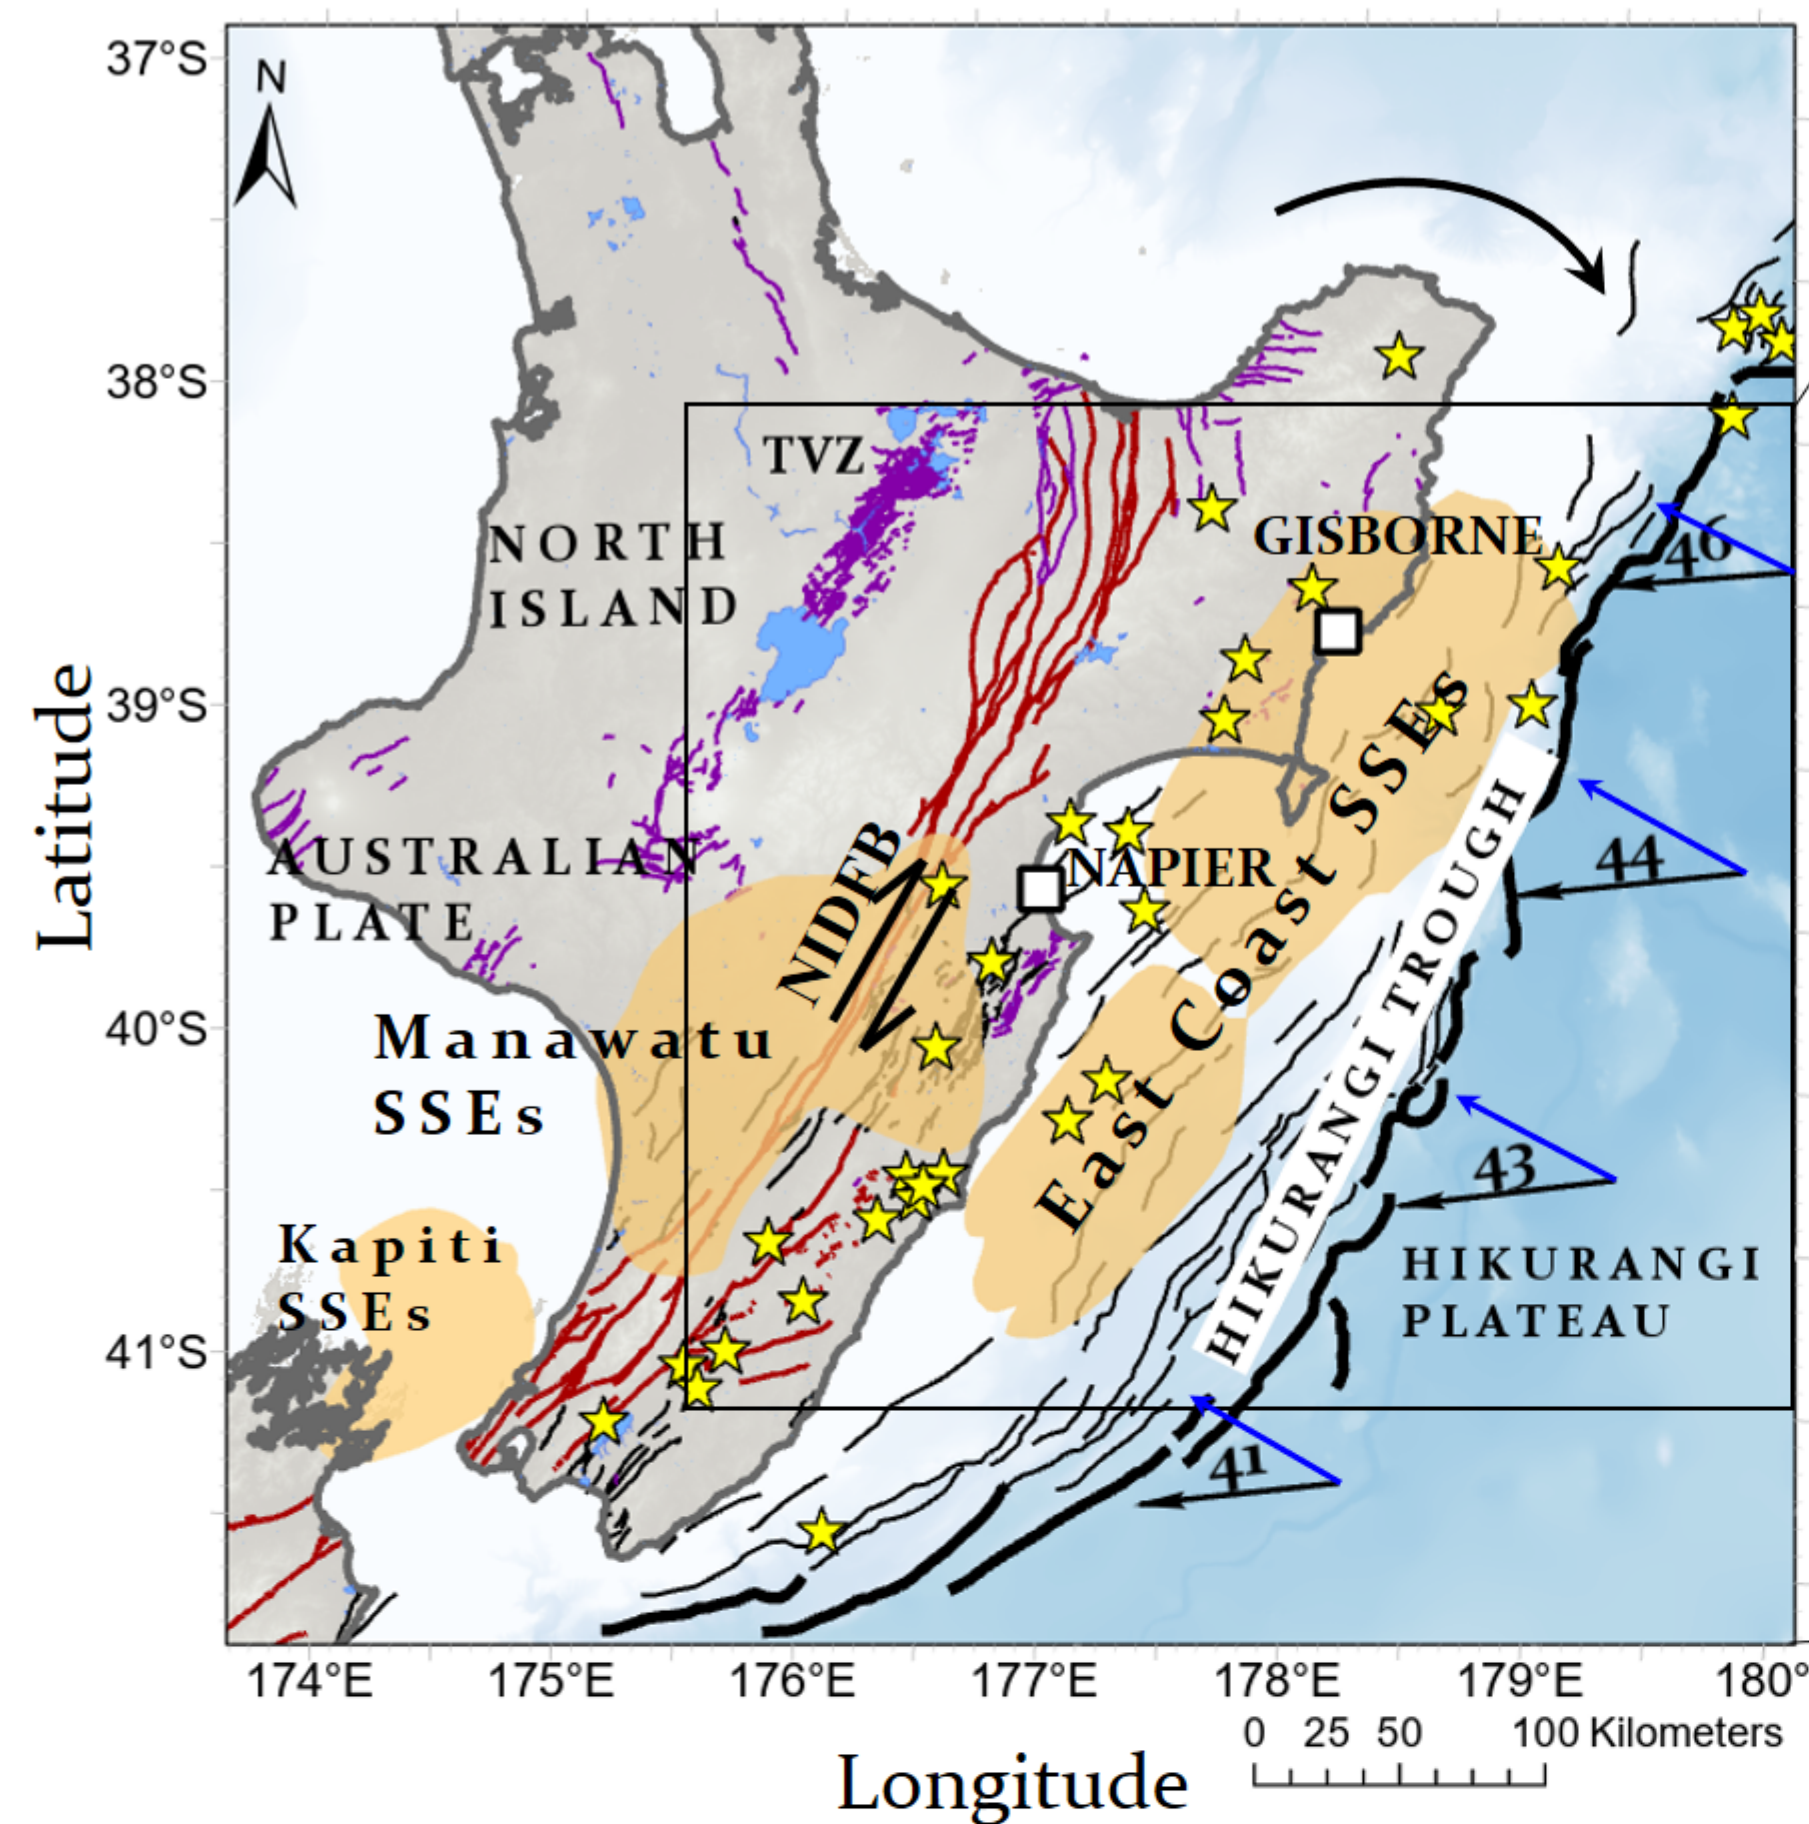 37°S
N
38°S
TVZ
NORTH
ISLAND
GISBORNE
46
39°S
Latitude
AUSTRALIAN
PLATE
NIDFB
NAPIER
44
East Coast SSEs
HIKURANGI TROUGH
40°S
Manawatu
SSEs
43
Kapiti
SSEs
HIKURANGI
PLATEAU
41°S
41
174°E 175°E 176°E 177°E 178°E 179°E 180°
0 25 50 100 Kilometers
Longitude